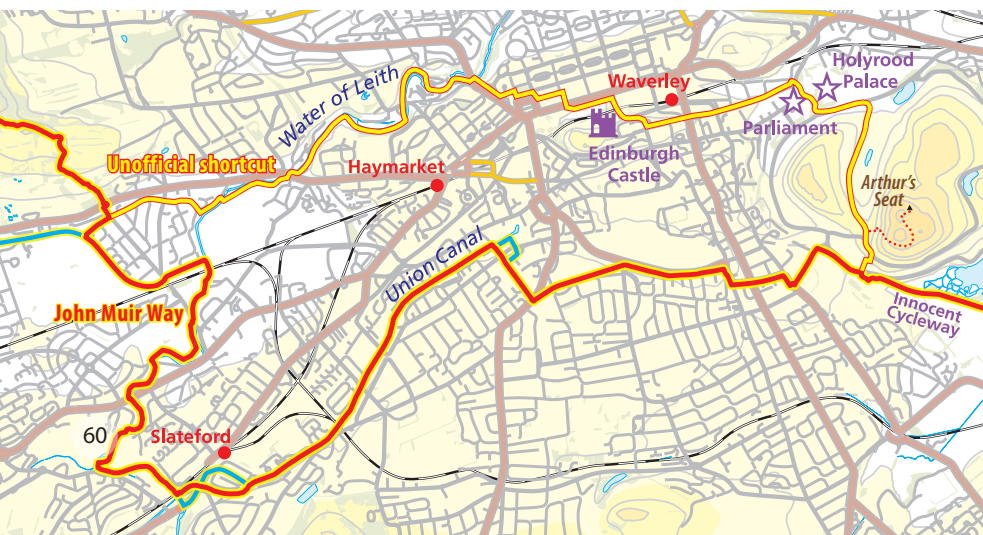 Holyrood
Palace
Waverley
Water of Leith
Parliament
Unofficial shortcut
Haymarket
Edinburgh
Castle
Arthur's
Seat
Union Canal
John Muir Way
Innocent
Cycleway
60
Slateford